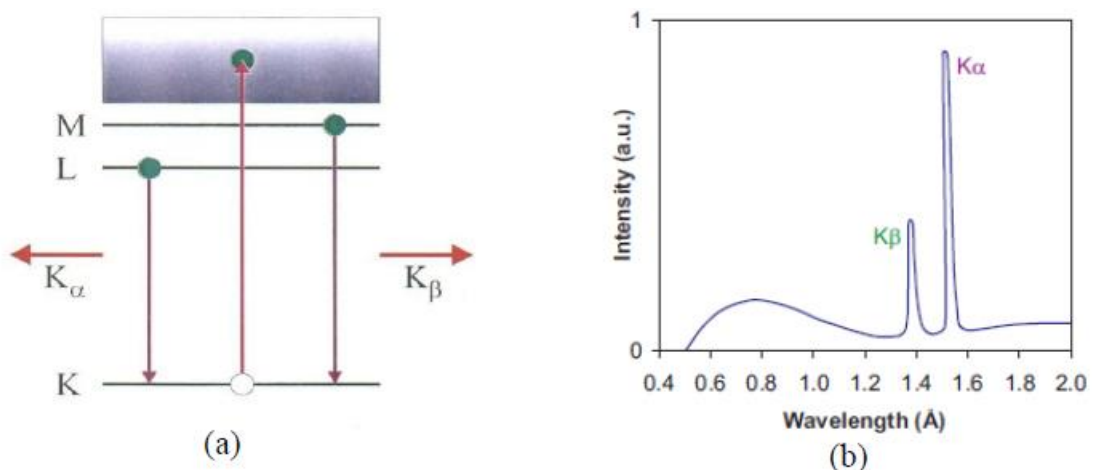 M
L
K
Kα
Kβ
(a)
1
0
Intensity (a.u.)
Kα
Kβ
0.4 0.6 0.8 1.0 1.2 1.4 1.6 1.8 2.0
Wavelength (Å)
(b)